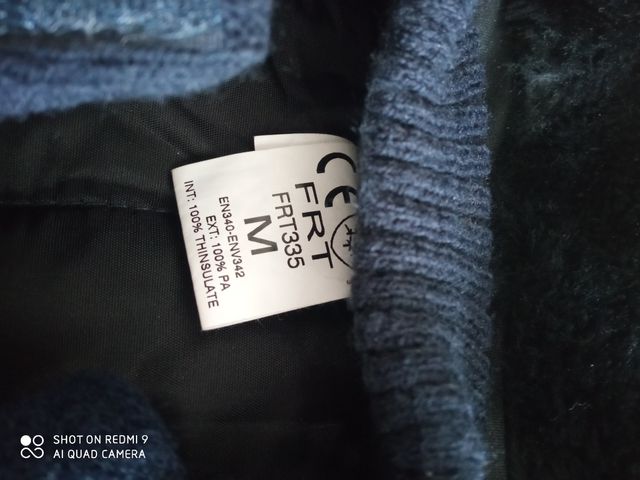 CE
FRT
FRT335
M
EN340-ENV342
EXT: 100% PA
INT: 100% THINSULATE
SHOT ON REDMI 9
AI QUAD CAMERA